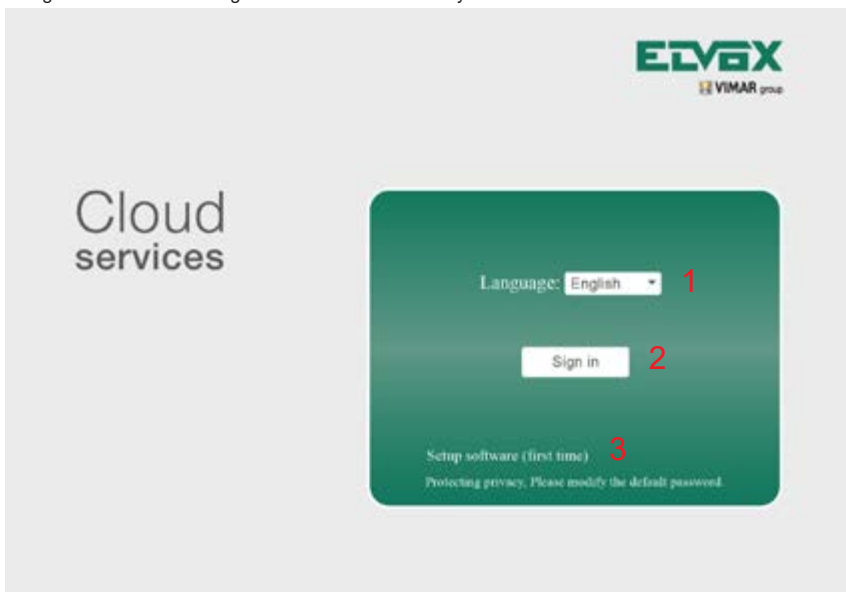 ELVOX
VIMAR group
Cloud
services
Language: English 1
Sign in 2
Setup software (first time) 3
Protecting privacy. Please modify the default password.